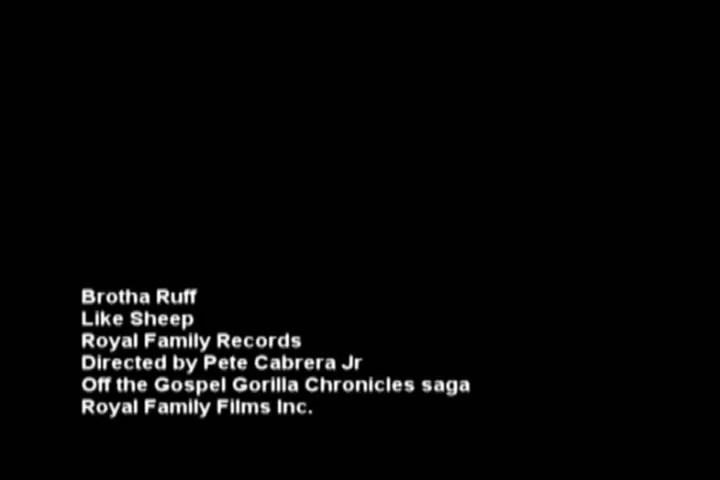 Brotha Ruff
Like Sheep
Royal Family Records
Directed by Pete Cabrera Jr
Off the Gospel Gorilla Chronicles saga
Royal Family Films Inc.